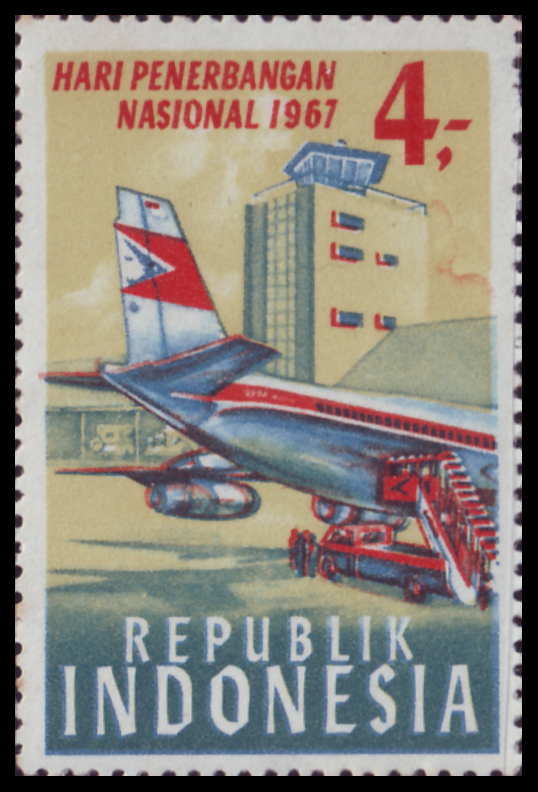 HARI PENERBANGAN
NASIONAL 1967
4,-
REPUBLIK
INDONESIA